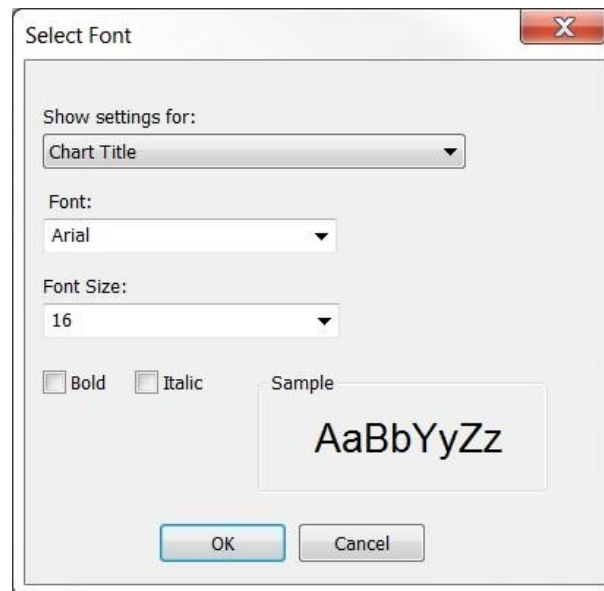 Select Font
Show settings for:
Chart Title
Font:
Arial
Font Size:
16
Bold Italic Sample
AaBbYyZz
OK Cancel